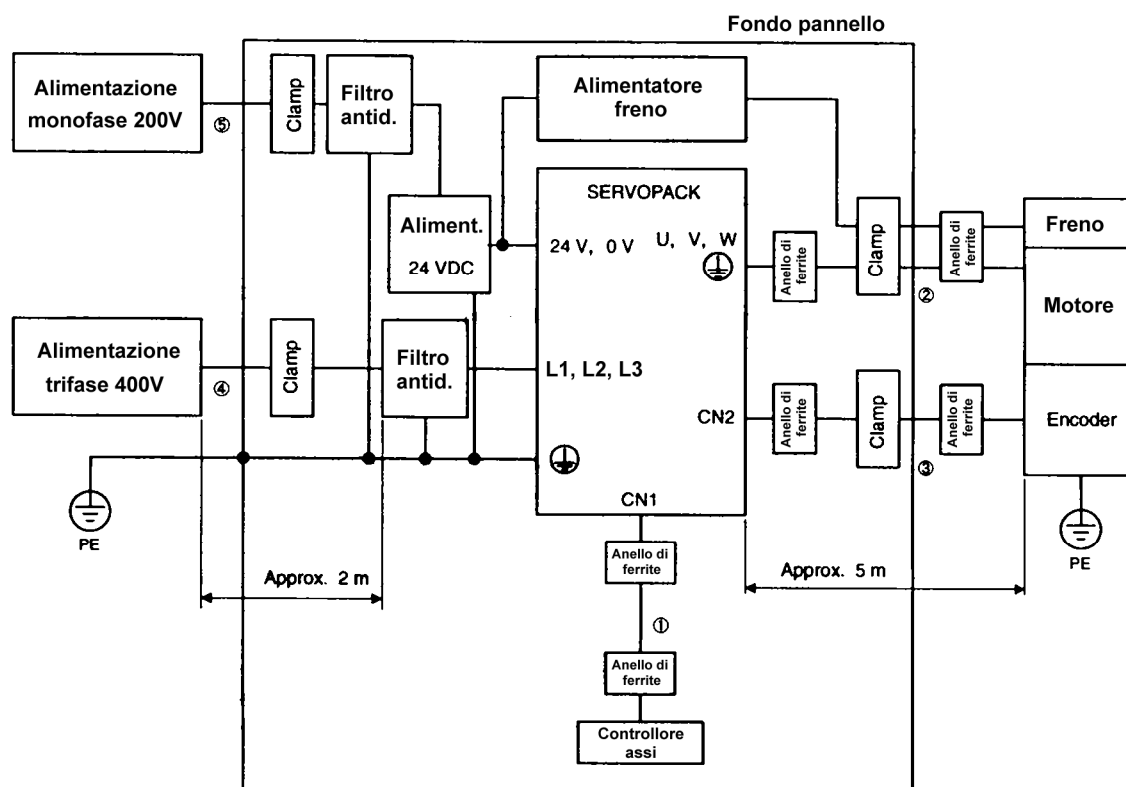 Fondo pannello
Alimentazione
monofase 200V
⑤
Clamp
Filtro
antid.
Alimentatore
freno
SERVOPACK
Aliment.
24 VDC
24 V, 0 V
U, V, W
Anello di
ferrite
Clamp
Anello di
ferrite
②
Freno
Motore
Alimentazione
trifase 400V
④
Clamp
Filtro
antid.
L1, L2, L3
CN2
Anello di
ferrite
Clamp
Anello di
ferrite
③
Encoder
PE
CN1
PE
Approx. 2 m
Anello di
ferrite
Approx. 5 m
①
Anello di
ferrite
Controllore
assi